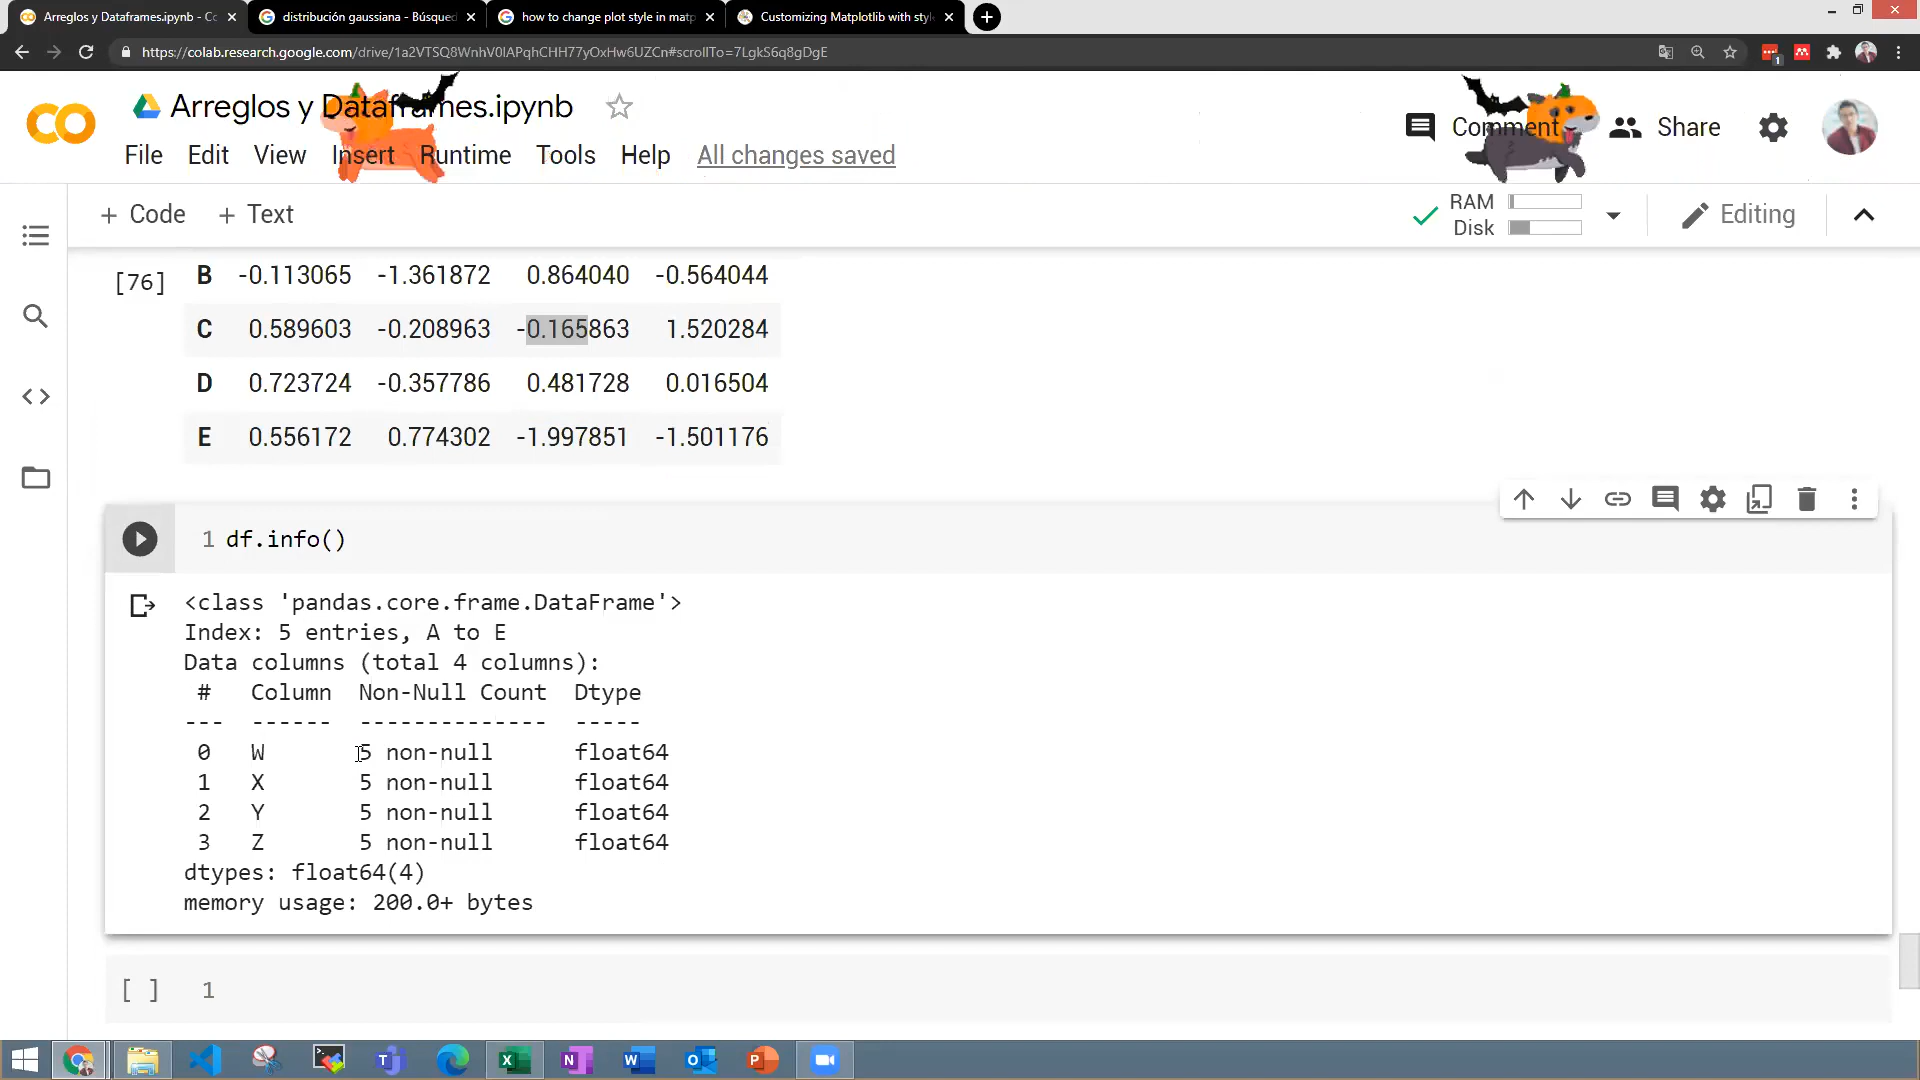 Arreglos y Dataframes.ipynb - Co
distribución gaussiana - Búsqued
how to change plot style in matp
Customizing Matplotlib with styl
https://colab.research.google.com/drive/1a2VTSQ8WnhV0lAPqhCHH77yOxHw6UZCn#scrollTo=7LgkS6q8gDgE
Arreglos y Dataframes.ipynb
Comment
Share
File Edit View Insert Runtime Tools Help All changes saved
+ Code + Text
RAM
Disk
Editing
[76]
B -0.113065 -1.361872 0.864040 -0.564044
C 0.589603 -0.208963 -0.165863 1.520284
D 0.723724 -0.357786 0.481728 0.016504
E 0.556172 0.774302 -1.997851 -1.501176
1 df.info()
<class 'pandas.core.frame.DataFrame'>
Index: 5 entries, A to E
Data columns (total 4 columns):
# Column Non-Null Count Dtype
--- ------ -------------- -----
0 W 5 non-null float64
1 X 5 non-null float64
2 Y 5 non-null float64
3 Z 5 non-null float64
dtypes: float64(4)
memory usage: 200.0+ bytes
[ ] 1